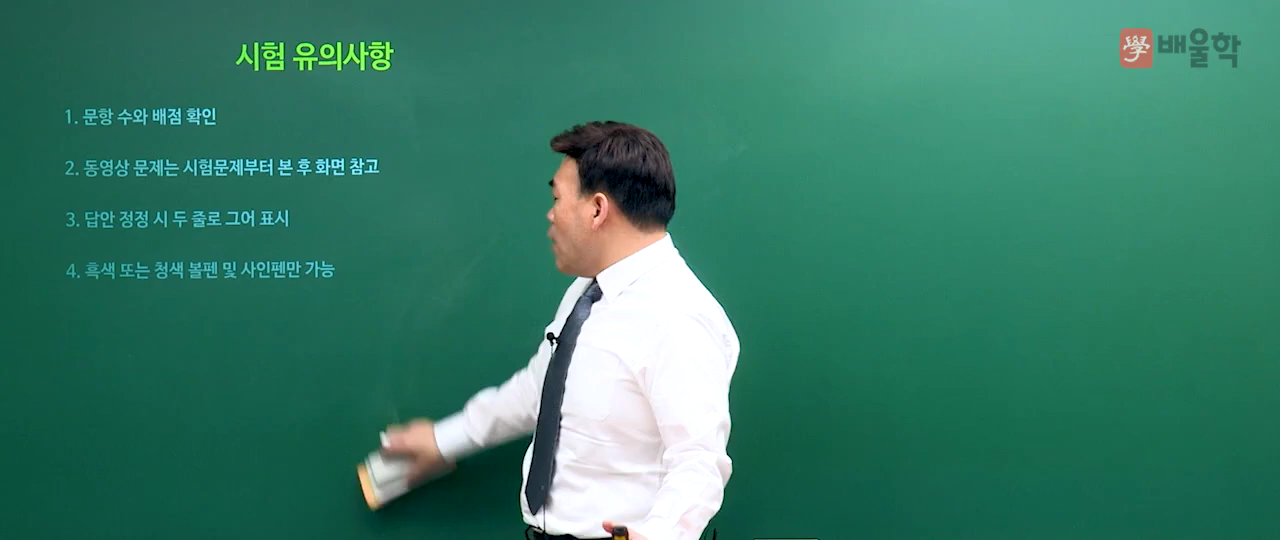 시험 유의사항
學 배울학
1. 문항 수와 배점 확인
2. 동영상 문제는 시험문제부터 본 후 화면 참고
3. 답안 정정 시 두 줄로 그어 표시
4. 흑색 또는 청색 볼펜 및 사인펜만 가능